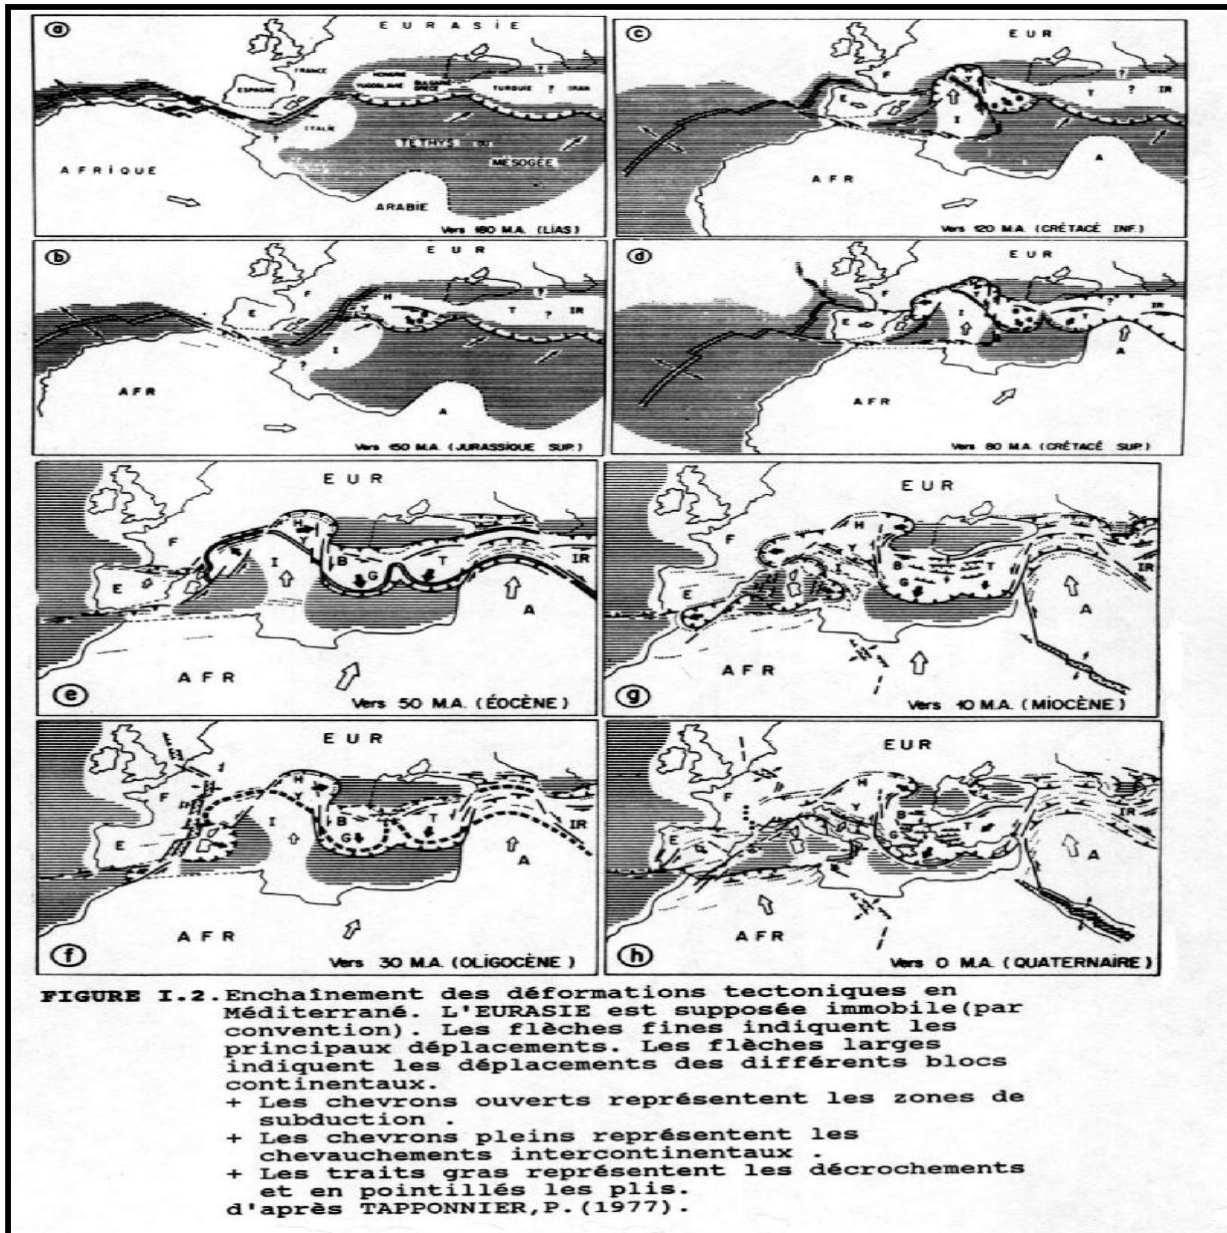 a
EURASIE
FRANCE
ESPAGNE
HONGRIE
YUGOSLAVIE
BULGARIE
GRECE
?
TURQUIE ? IRAN
ITALIE
?
TÉTHYS OU
MÉSOGÉE
AFRIQUE
ARABIE
Vers 180 M.A. (LIAS)
c
EUR
F
E
Y
I
?
T ? IR
A
AFR
Vers 120 M.A. (CRÉTACÉ INF.)
b
EUR
F
H
Y
E
?
T ? IR
I
?
AFR
A
Vers 150 M.A. (JURASSIQUE SUP.)
d
EUR
F
E
I
?
T
IR
A
AFR
Vers 80 M.A. (CRÉTACÉ SUP.)
e
EUR
F
H
Y
I
B
G
T
IR
E
A
AFR
Vers 50 M.A. (ÉOCÈNE)
g
EUR
F
H
Y
I
B
G
T
IR
E
A
AFR
Vers 10 M.A. (MIOCÈNE)
f
EUR
F
H
Y
I
B
G
T
IR
E
A
AFR
Vers 30 M.A. (OLIGOCÈNE)
h
EUR
F
H
Y
B
G
T
IR
E
A
AFR
Vers 0 M.A. (QUATERNAIRE)
FIGURE I.2. Enchaînement des déformations tectoniques en
Méditerrané. L'EURASIE est supposée immobile(par
convention). Les flèches fines indiquent les
principaux déplacements. Les flèches larges
indiquent les déplacements des différents blocs
continentaux.
+ Les chevrons ouverts représentent les zones de
subduction .
+ Les chevrons pleins représentent les
chevauchements intercontinentaux .
+ Les traits gras représentent les décrochements
et en pointillés les plis.
d'après TAPPONNIER,P.(1977).